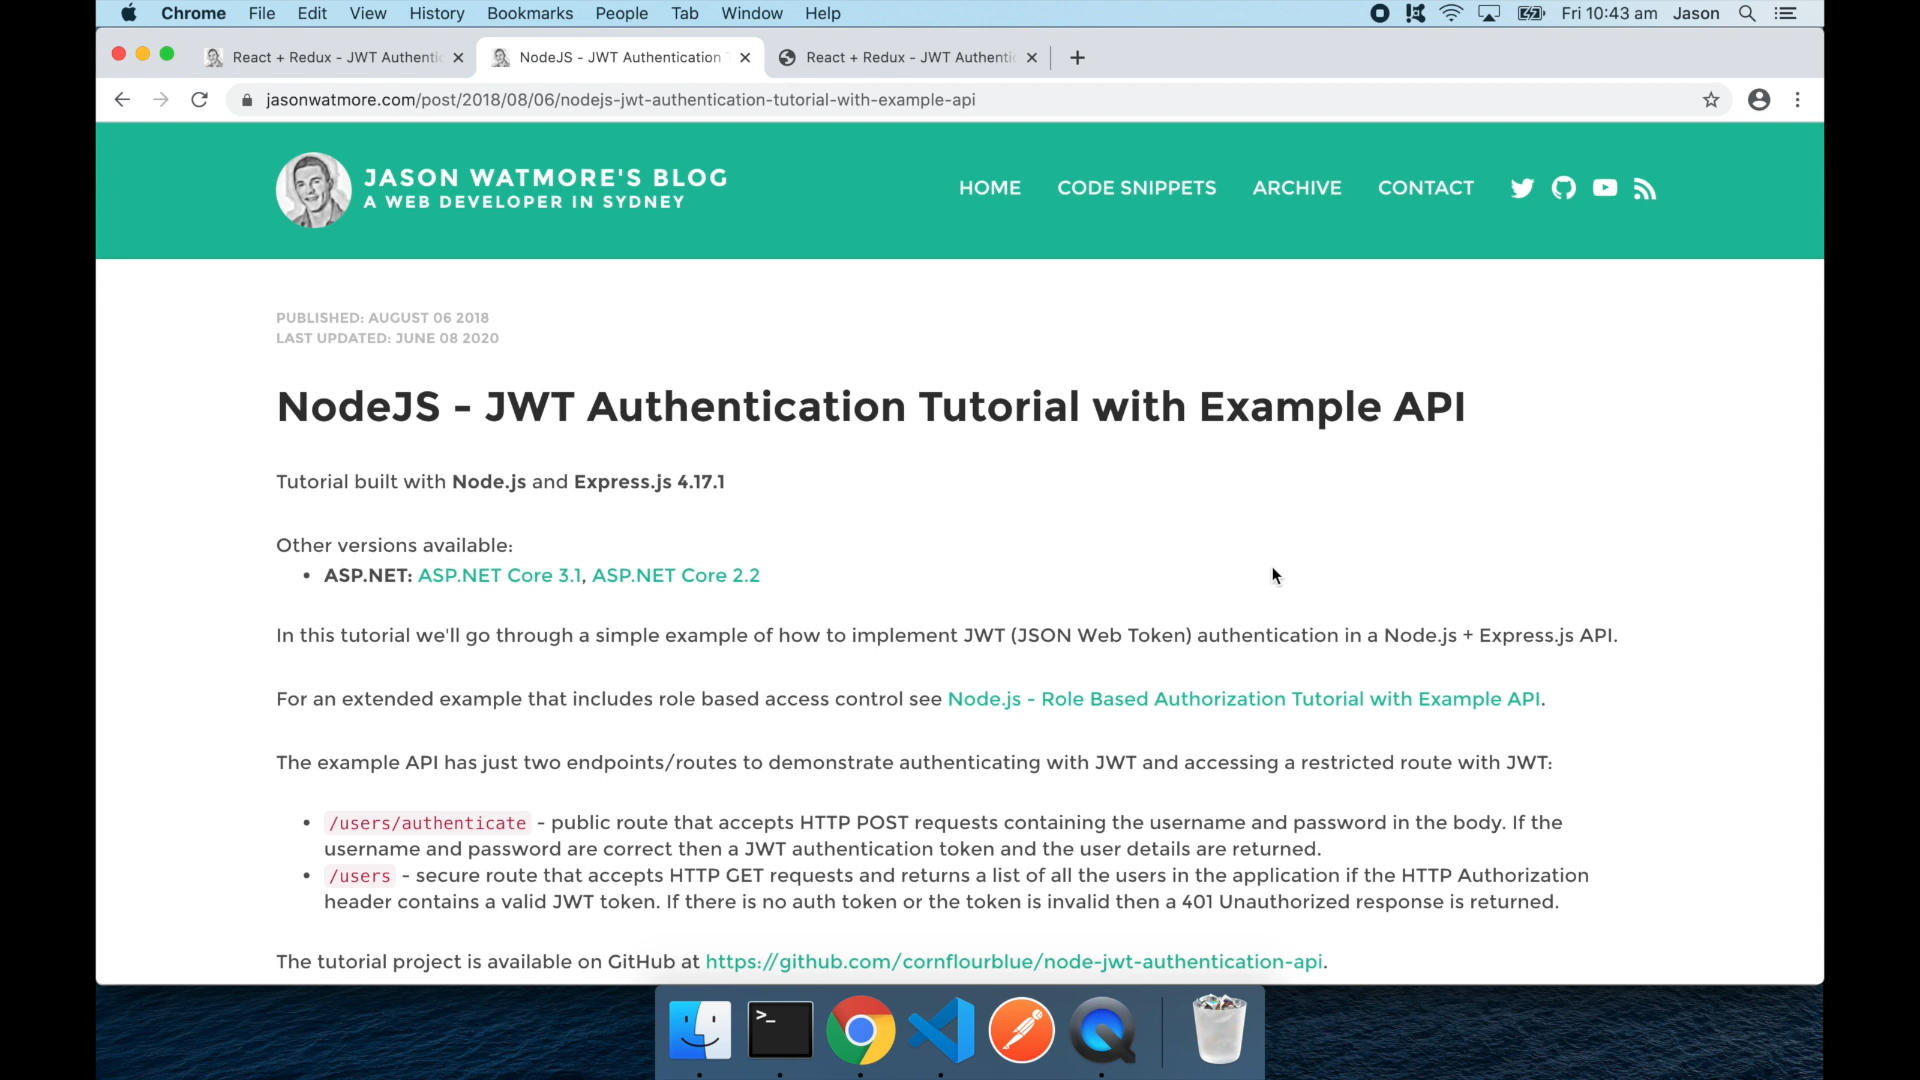 Chrome File Edit View History Bookmarks People Tab Window Help Fri 10:43 am Jason
React + Redux - JWT Authentic NodeJS - JWT Authentication React + Redux - JWT Authentic
jasonwatmore.com/post/2018/08/06/nodejs-jwt-authentication-tutorial-with-example-api
JASON WATMORE'S BLOG
A WEB DEVELOPER IN SYDNEY
HOME CODE SNIPPETS ARCHIVE CONTACT
PUBLISHED: AUGUST 06 2018
LAST UPDATED: JUNE 08 2020
NodeJS - JWT Authentication Tutorial with Example API
Tutorial built with Node.js and Express.js 4.17.1
Other versions available:
• ASP.NET: ASP.NET Core 3.1, ASP.NET Core 2.2
In this tutorial we'll go through a simple example of how to implement JWT (JSON Web Token) authentication in a Node.js + Express.js API.
For an extended example that includes role based access control see Node.js - Role Based Authorization Tutorial with Example API.
The example API has just two endpoints/routes to demonstrate authenticating with JWT and accessing a restricted route with JWT:
• /users/authenticate - public route that accepts HTTP POST requests containing the username and password in the body. If the
username and password are correct then a JWT authentication token and the user details are returned.
• /users - secure route that accepts HTTP GET requests and returns a list of all the users in the application if the HTTP Authorization
header contains a valid JWT token. If there is no auth token or the token is invalid then a 401 Unauthorized response is returned.
The tutorial project is available on GitHub at https://github.com/cornflourblue/node-jwt-authentication-api.
>_